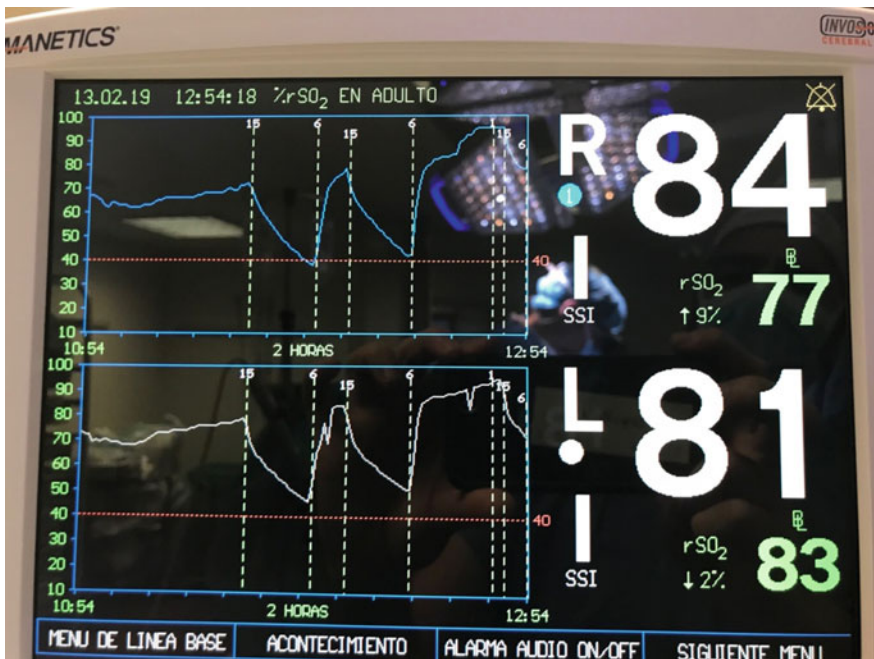 MANETICS
INVOS
CEREBRAL
13.02.19 12:54:18 %rSO₂ EN ADULTO
100
90
80
70
60
50
40
30
20
10
15 6 15 6 1 15 6
40
10:54 2 HORAS 12:54
R
1
SSI
84
BL
rSO₂
↑9%
77
100
90
80
70
60
50
40
30
20
10
15 6 15 6 1 15 6
40
10:54 2 HORAS 12:54
L
SSI
81
BL
rSO₂
↓2%
83
MENU DE LINEA BASE ACONTECIMIENTO ALARMA AUDIO ON/OFF SIGUIENTE MENU